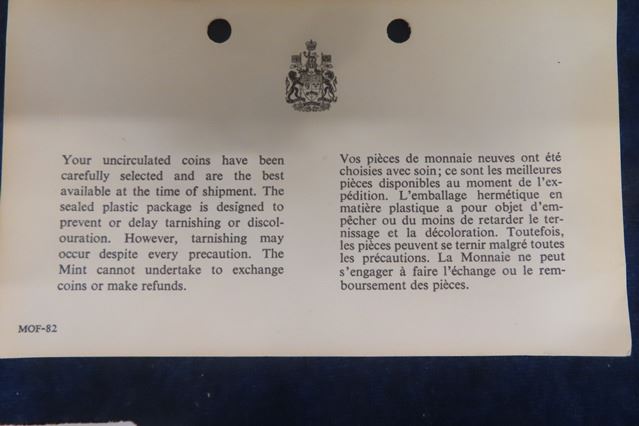 Your uncirculated coins have been
carefully selected and are the best
available at the time of shipment. The
sealed plastic package is designed to
prevent or delay tarnishing or discol-
ouration. However, tarnishing may
occur despite every precaution. The
Mint cannot undertake to exchange
coins or make refunds.
Vos pièces de monnaie neuves ont été
choisies avec soin; ce sont les meilleures
pièces disponibles au moment de l'ex-
pédition. L'emballage hermétique en
matière plastique a pour objet d'em-
pêcher ou du moins de retarder le ter-
nissage et la décoloration. Toutefois,
les pièces peuvent se ternir malgré toutes
les précautions. La Monnaie ne peut
s'engager à faire l'échange ou le rem-
boursement des pièces.
MOF-82